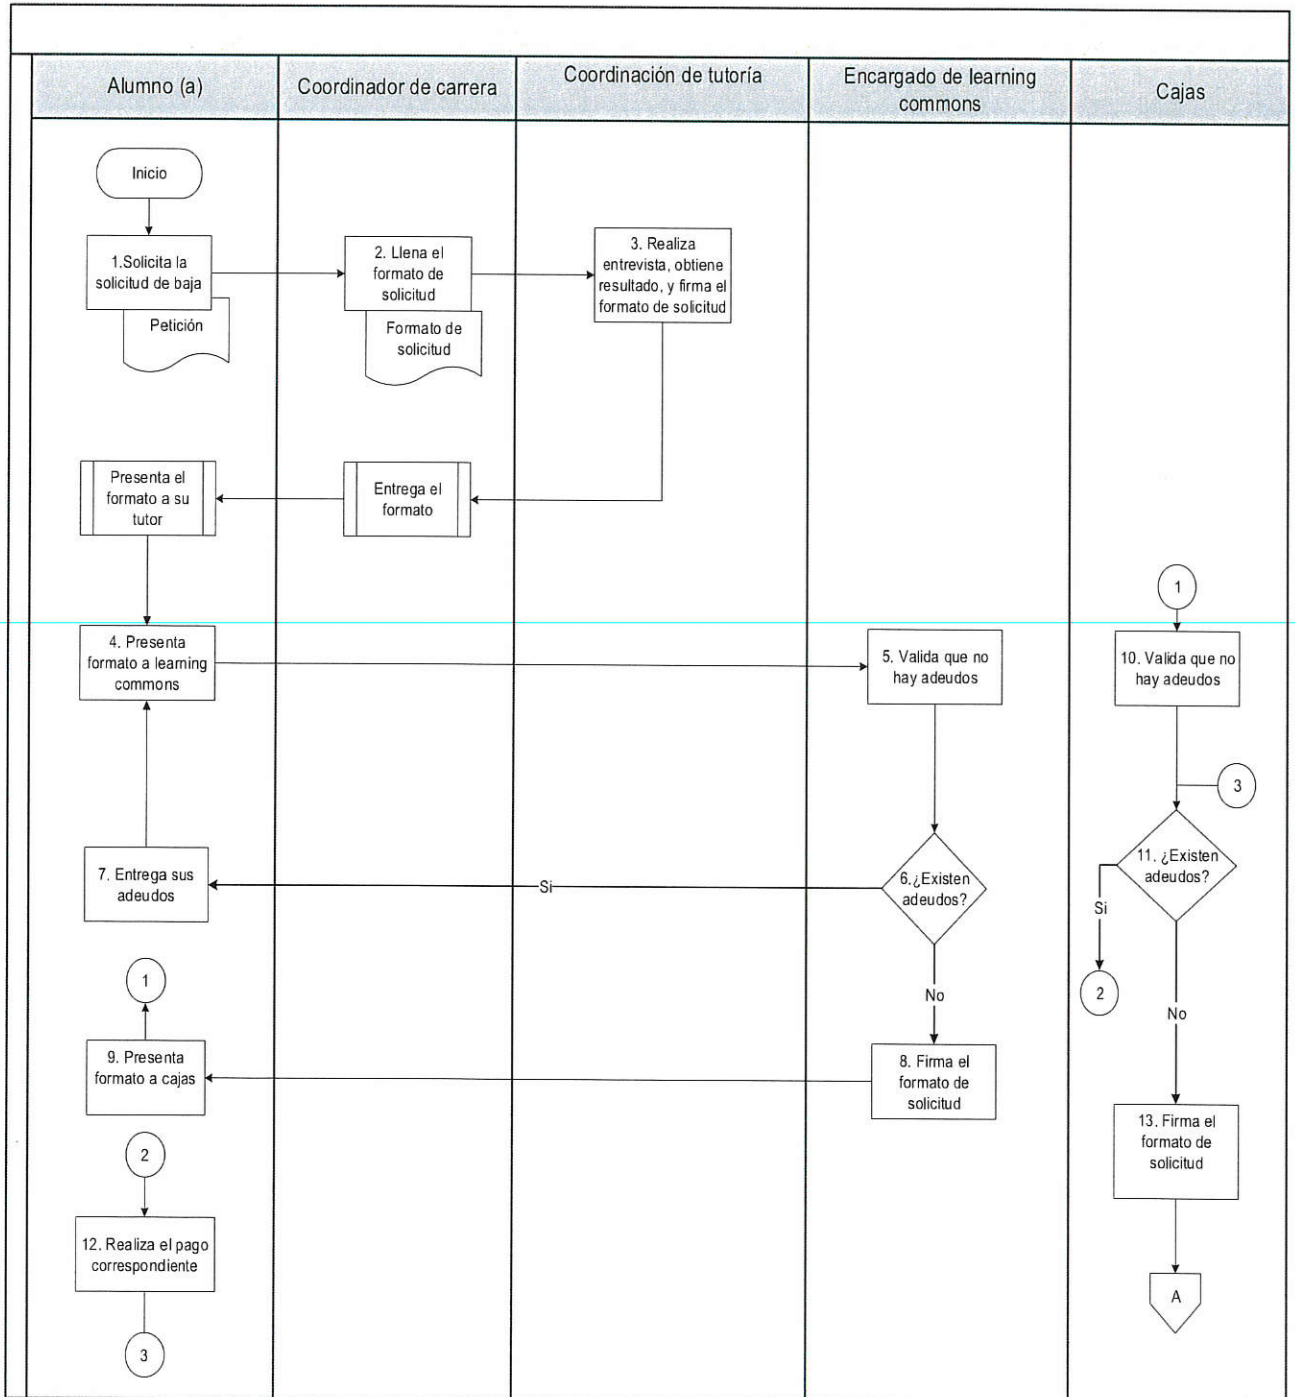 Alumno (a)
Coordinador de carrera
Coordinación de tutoría
Encargado de learning
commons
Cajas
Inicio
1.Solicita la
solicitud de baja
Petición
2. Llena el
formato de
solicitud
Formato de
solicitud
3. Realiza
entrevista, obtiene
resultado, y firma el
formato de solicitud
Presenta el
formato a su
tutor
Entrega el
formato
1
4. Presenta
formato a learning
commons
5. Valida que no
hay adeudos
10. Valida que no
hay adeudos
3
7. Entrega sus
adeudos
Si
6.¿Existen
adeudos?
11. ¿Existen
adeudos?
Si
1
No
2
No
9. Presenta
formato a cajas
8. Firma el
formato de
solicitud
13. Firma el
formato de
solicitud
2
12. Realiza el pago
correspondiente
A
3